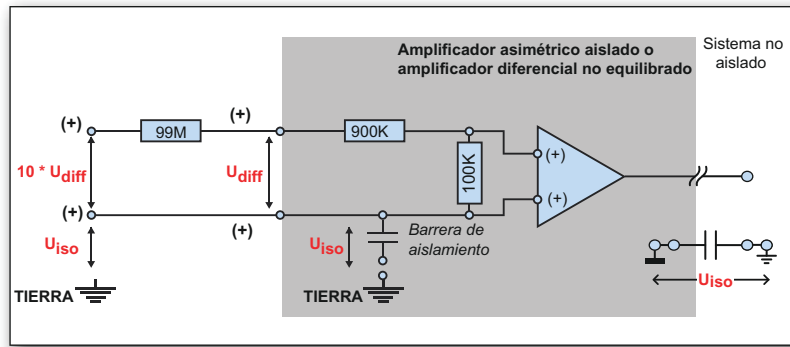 Amplificador asimétrico aislado o
amplificador diferencial no equilibrado
Sistema no
aislado
(+)
99M
(+)
900K
100K
(+)
(+)
10 * Udiff
Udiff
(+)
(+)
Uiso
Uiso
Barrera de
aislamiento
TIERRA
TIERRA
Uiso